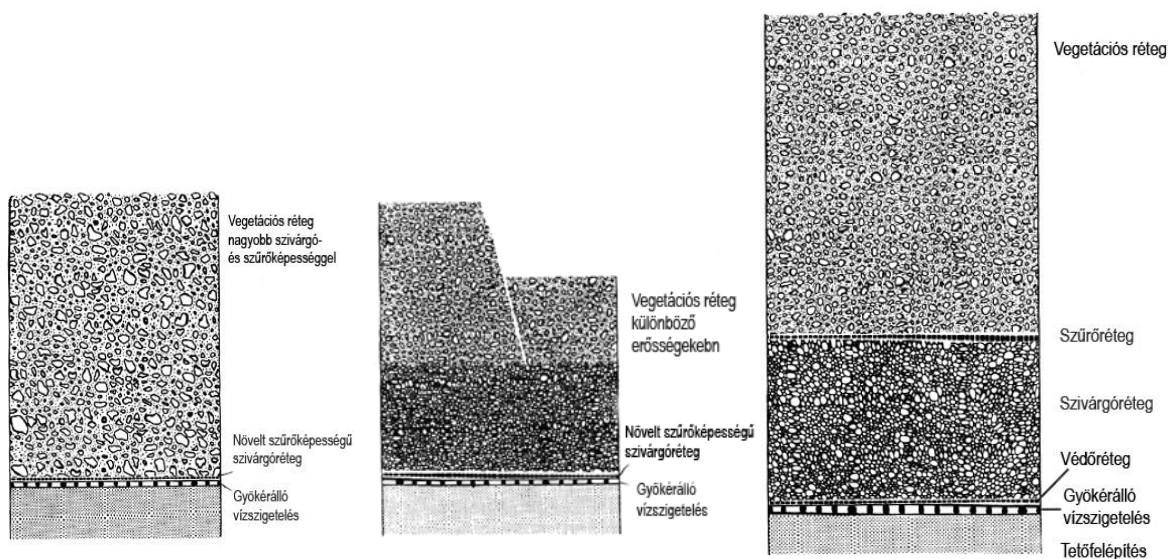 Vegetációs réteg
nagyobb szivárgó-
és szűrőképességgel
Növelt szűrőképességű
szivárgóréteg
Gyökérálló
vízszigetelés
Vegetációs réteg
különböző
erősségekebn
Növelt szűrőképességű
szivárgóréteg
Gyökérálló
vízszigetelés
Vegetációs réteg
Szűrőréteg
Szivárgóréteg
Védőréteg
Gyökérálló
vízszigetelés
Tetőfelépítés